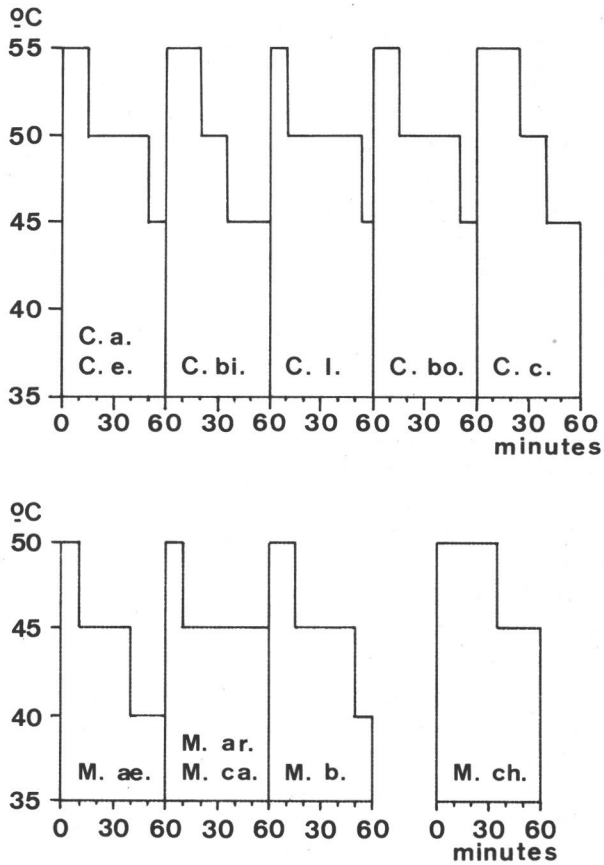 ºC
55
50
45
40
35
C. a.
C. e.
C. bi.
C. l.
C. bo.
C. c.
0 30 60 30 60 30 60 30 60 30 60
minutes
ºC
50
45
40
35
M. ae.
M. ar.
M. ca.
M. b.
M. ch.
0 30 60 30 60 30 60 0 30 60
minutes